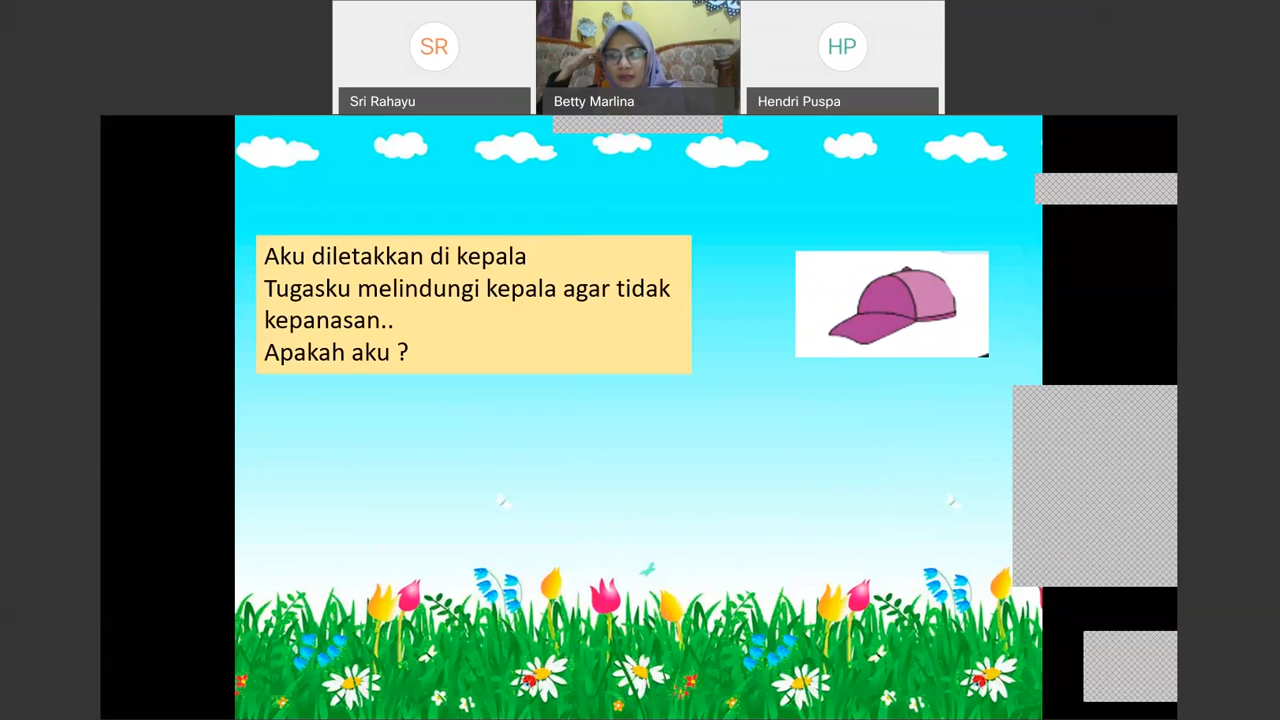 SR
HP
Sri Rahayu
Betty Marlina
Hendri Puspa
Aku diletakkan di kepala
Tugasku melindungi kepala agar tidak
kepanasan..
Apakah aku ?